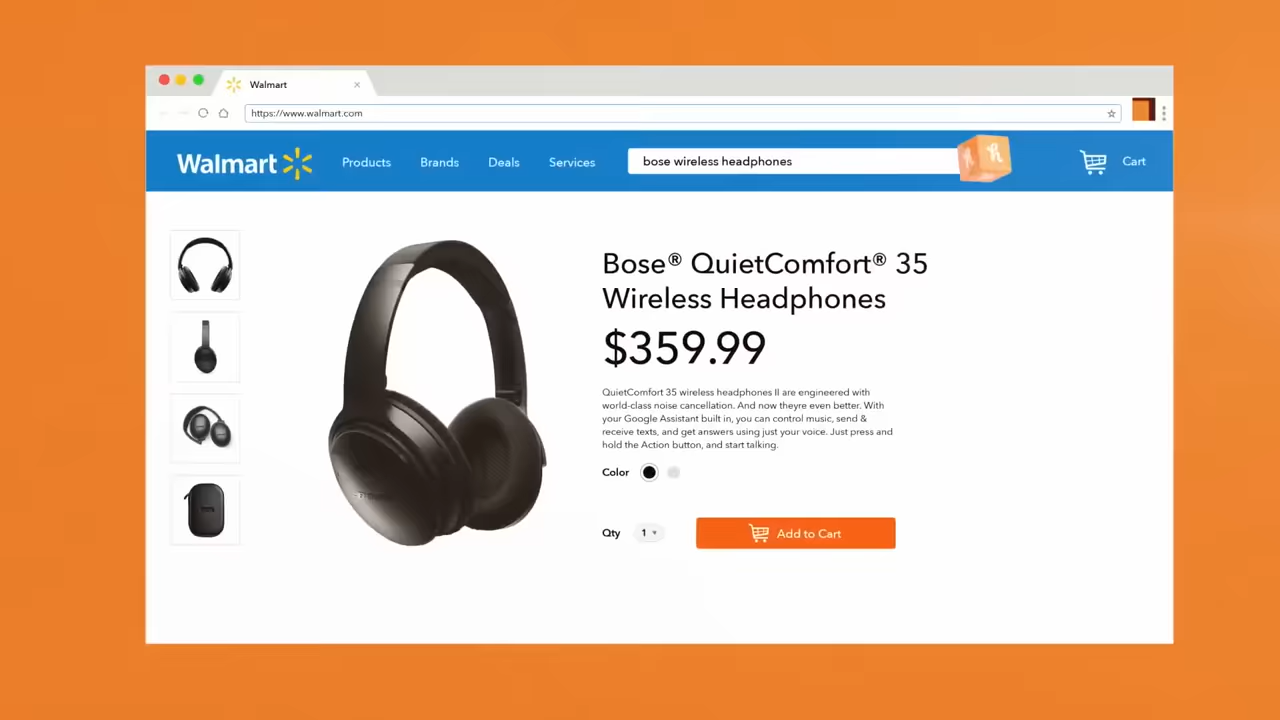 Walmart
https://www.walmart.com
Walmart Products Brands Deals Services bose wireless headphones Cart
Bose® QuietComfort® 35
Wireless Headphones
$359.99
QuietComfort 35 wireless headphones II are engineered with
world-class noise cancellation. And now theyre even better. With
your Google Assistant built in, you can control music, send &
receive texts, and get answers using just your voice. Just press and
hold the Action button, and start talking.
Color
Qty 1 Add to Cart